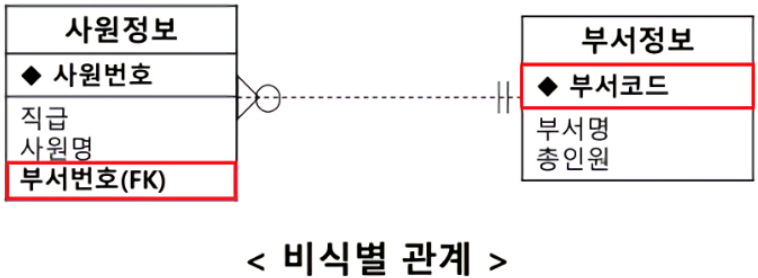 사원정보
◆ 사원번호
직급
사원명
부서번호(FK)
부서정보
◆ 부서코드
부서명
총인원
< 비식별 관계 >